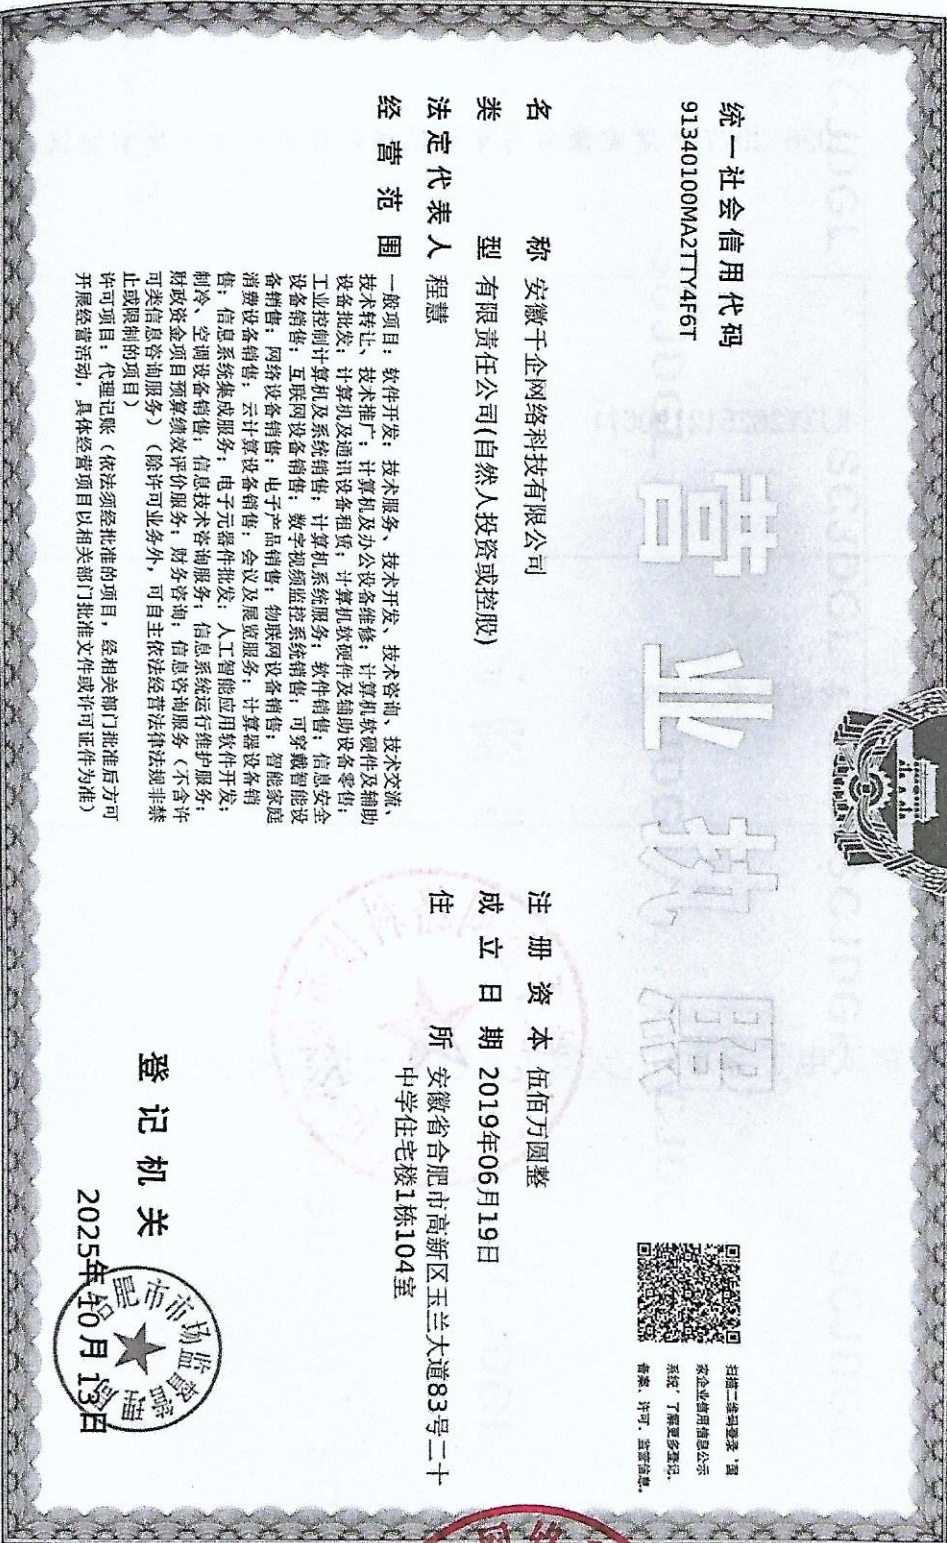 营业执照
统一社会信用代码
91340100MA2TTY4F6T
扫描二维码登录‘国
家企业信用信息公示
系统’了解更多登记、
备案、许可、监管信息。
名称 安徽千企网络科技有限公司
类型 有限责任公司(自然人投资或控股)
法定代表人 程慧
经营范围 一般项目：软件开发；技术服务、技术开发、技术咨询、技术交流、
技术转让、技术推广；计算机及办公设备维修；计算机软硬件及辅助
设备批发；计算机及通讯设备租赁；计算机软硬件及辅助设备零售；
工业控制计算机及系统销售；计算机系统服务；软件销售；信息安全
设备销售；互联网设备销售；数字视频监控系统销售；可穿戴智能设
备销售；网络设备销售；电子产品销售；物联网设备销售；智能家庭
消费设备销售；云计算设备销售；会议及展览服务；计算器设备销
售；信息系统集成服务；电子元器件批发；人工智能应用软件开发；
制冷、空调设备销售；信息技术咨询服务；信息系统运行维护服务；
财政资金项目预算绩效评价服务；财务咨询；信息咨询服务（不含许
可类信息咨询服务）（除许可业务外，可自主依法经营法律法规非禁
止或限制的项目）
许可项目：代理记账（依法须经批准的项目，经相关部门批准后方可
开展经营活动，具体经营项目以相关部门批准文件或许可证件为准）
注册资本 伍佰万圆整
成立日期 2019年06月19日
住所 安徽省合肥市高新区玉兰大道83号二十
中学住宅楼1栋104室
登记机关
合肥市市场监督管理局
2025年10月13日